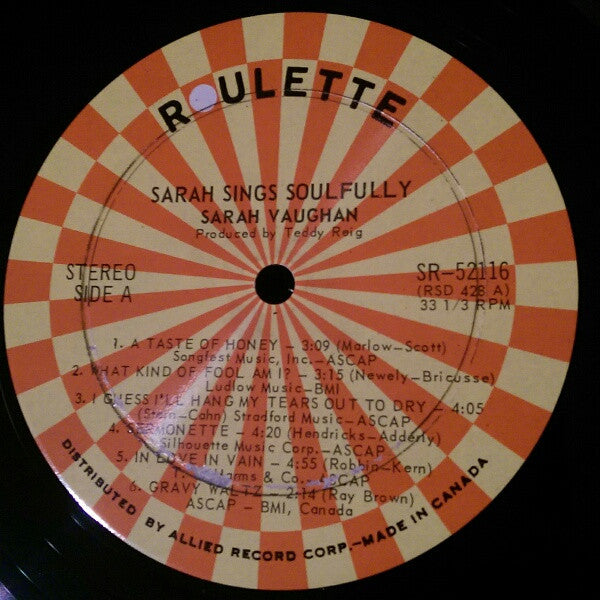 ROULETTE
SARAH SINGS SOULFULLY
SARAH VAUGHAN
Produced by Teddy Reig
STEREO
SIDE A
SR-52116
(RSD 428 A)
33 1/3 RPM
1. A TASTE OF HONEY - 3:09 (Marlow-Scott)
Songfest Music, Inc.-ASCAP
2. WHAT KIND OF FOOL AM I? - 3:15 (Newely-Bricusse)
Ludlow Music-BMI
3. I GUESS I'LL HANG MY TEARS OUT TO DRY - 4:05
(Stein-Cahn) Stratford Music-ASCAP
4. SERMONETTE - 4:20 (Hendricks-Adderly)
Silhouette Music Corp.-ASCAP
5. IN LOVE IN VAIN - 4:55 (Robbin-Kern)
Harms & Co.-ASCAP
6. GRAVY WALTZ - 2:14 (Ray Brown)
ASCAP - BMI, Canada
DISTRIBUTED BY ALLIED RECORD CORP.-MADE IN CANADA